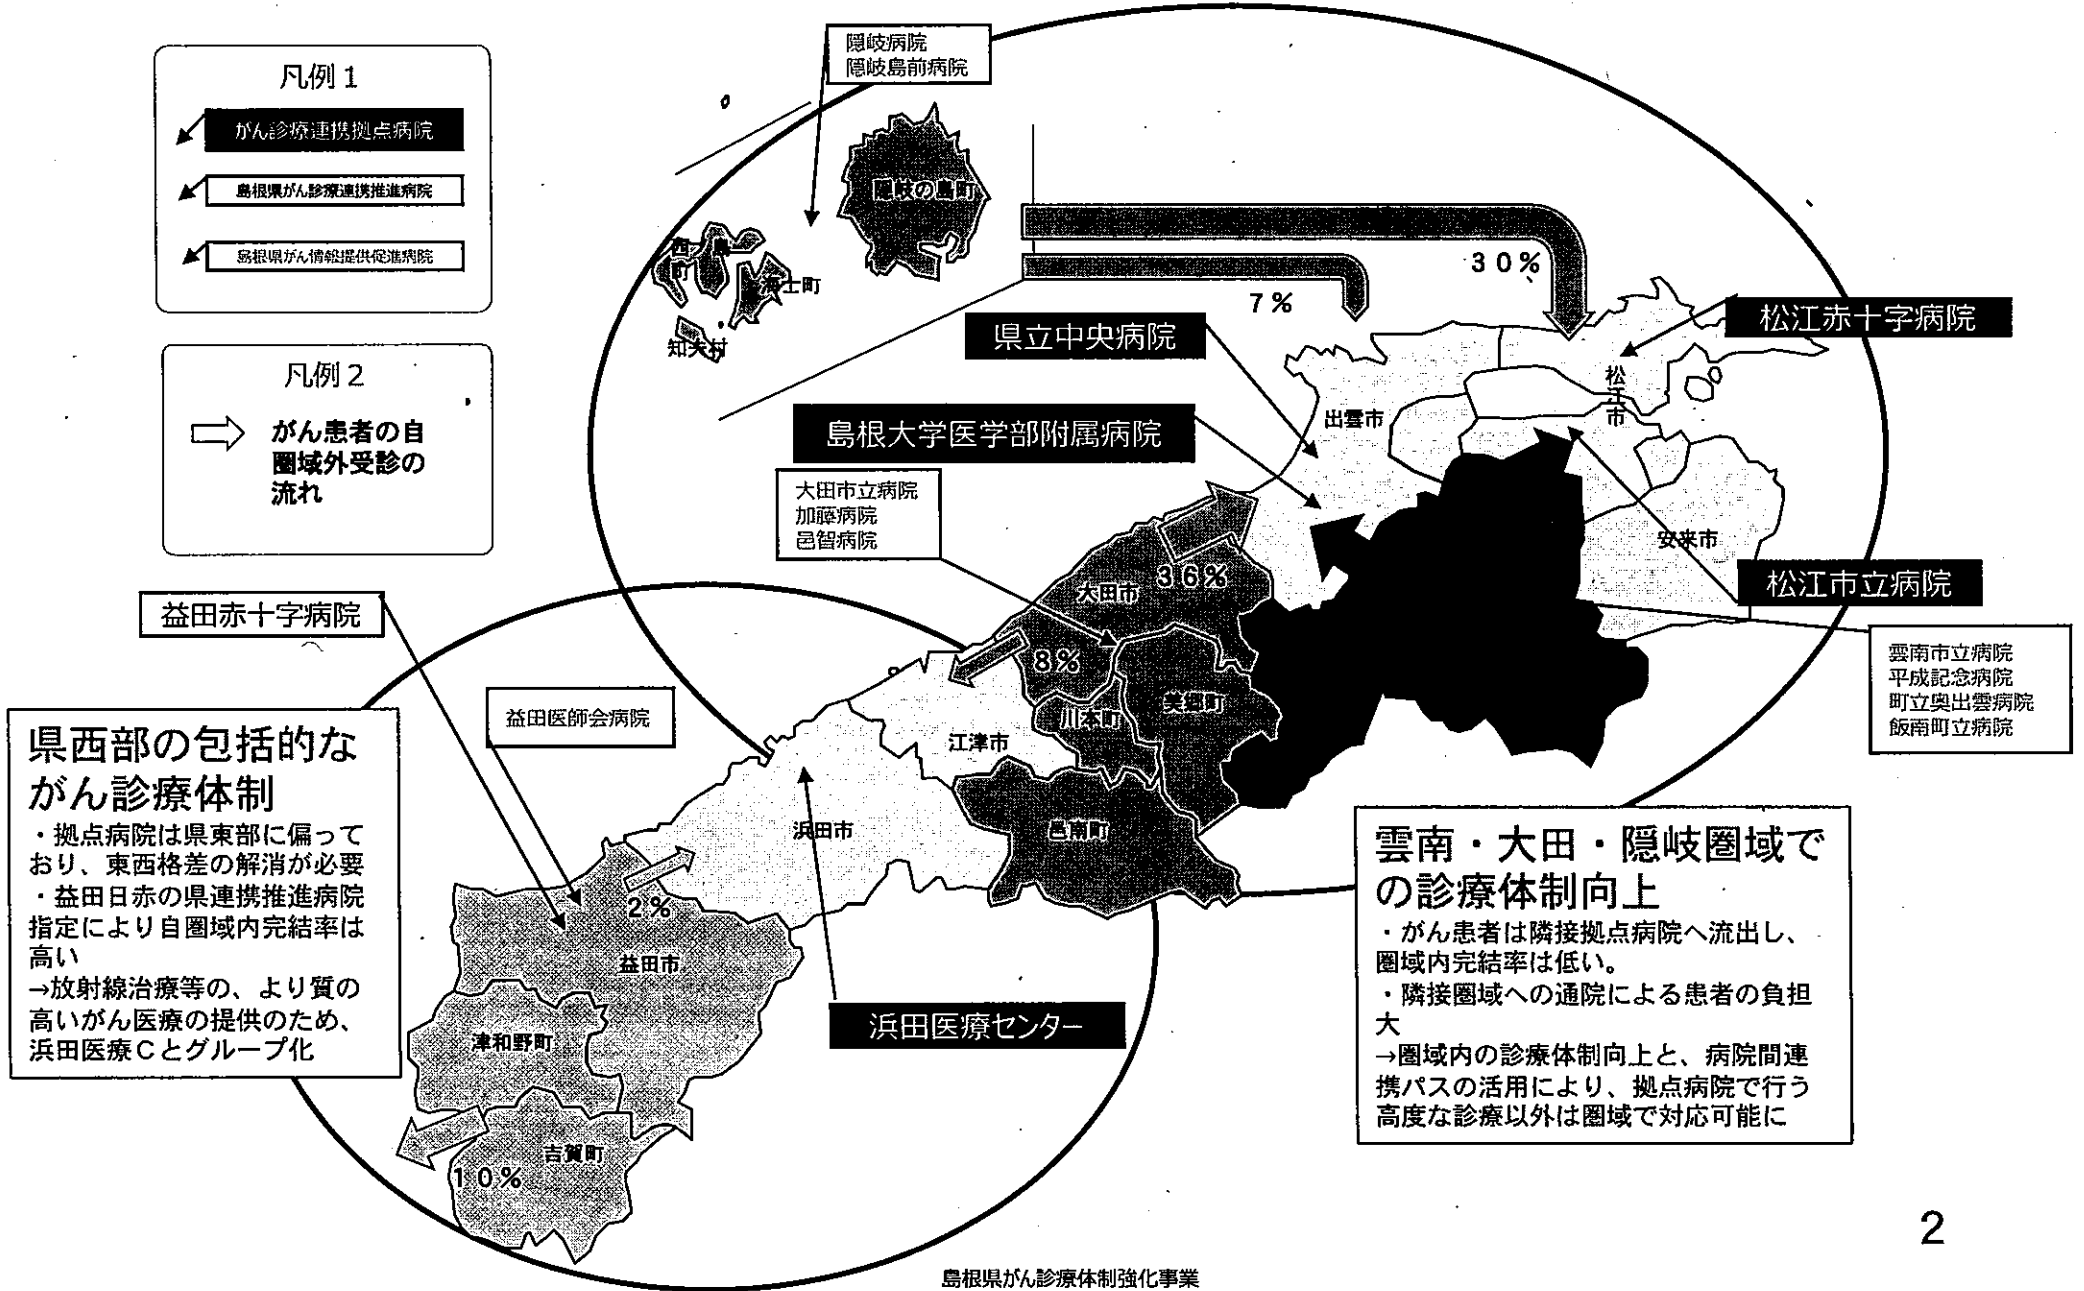 凡例１
がん診療連携拠点病院
島根県がん診療連携推進病院
島根県がん情報提供促進病院
凡例２
がん患者の自
圏域外受診の
流れ
隠岐病院
隠岐島前病院
隠岐の島町
西ノ島
町
海士町
知夫村
３０％
７％
県立中央病院
松江赤十字病院
松江市
出雲市
島根大学医学部附属病院
大田市立病院
加藤病院
邑智病院
安来市
３６％
大田市
松江市立病院
益田赤十字病院
８％
雲南市立病院
平成記念病院
町立奥出雲病院
飯南町立病院
益田医師会病院
美郷町
川本町
江津市
県西部の包括的な
がん診療体制
・拠点病院は県東部に偏って
おり、東西格差の解消が必要
・益田日赤の県連携推進病院
指定により自圏域内完結率は
高い
→放射線治療等の、より質の
高いがん医療の提供のため、
浜田医療Ｃとグループ化
浜田市
邑南町
雲南・大田・隠岐圏域で
の診療体制向上
・がん患者は隣接拠点病院へ流出し、
圏域内完結率は低い。
・隣接圏域への通院による患者の負担
大
→圏域内の診療体制向上と、病院間連
携パスの活用により、拠点病院で行う
高度な診療以外は圏域で対応可能に
２％
益田市
浜田医療センター
津和野町
吉賀町
１０％
島根県がん診療体制強化事業
2